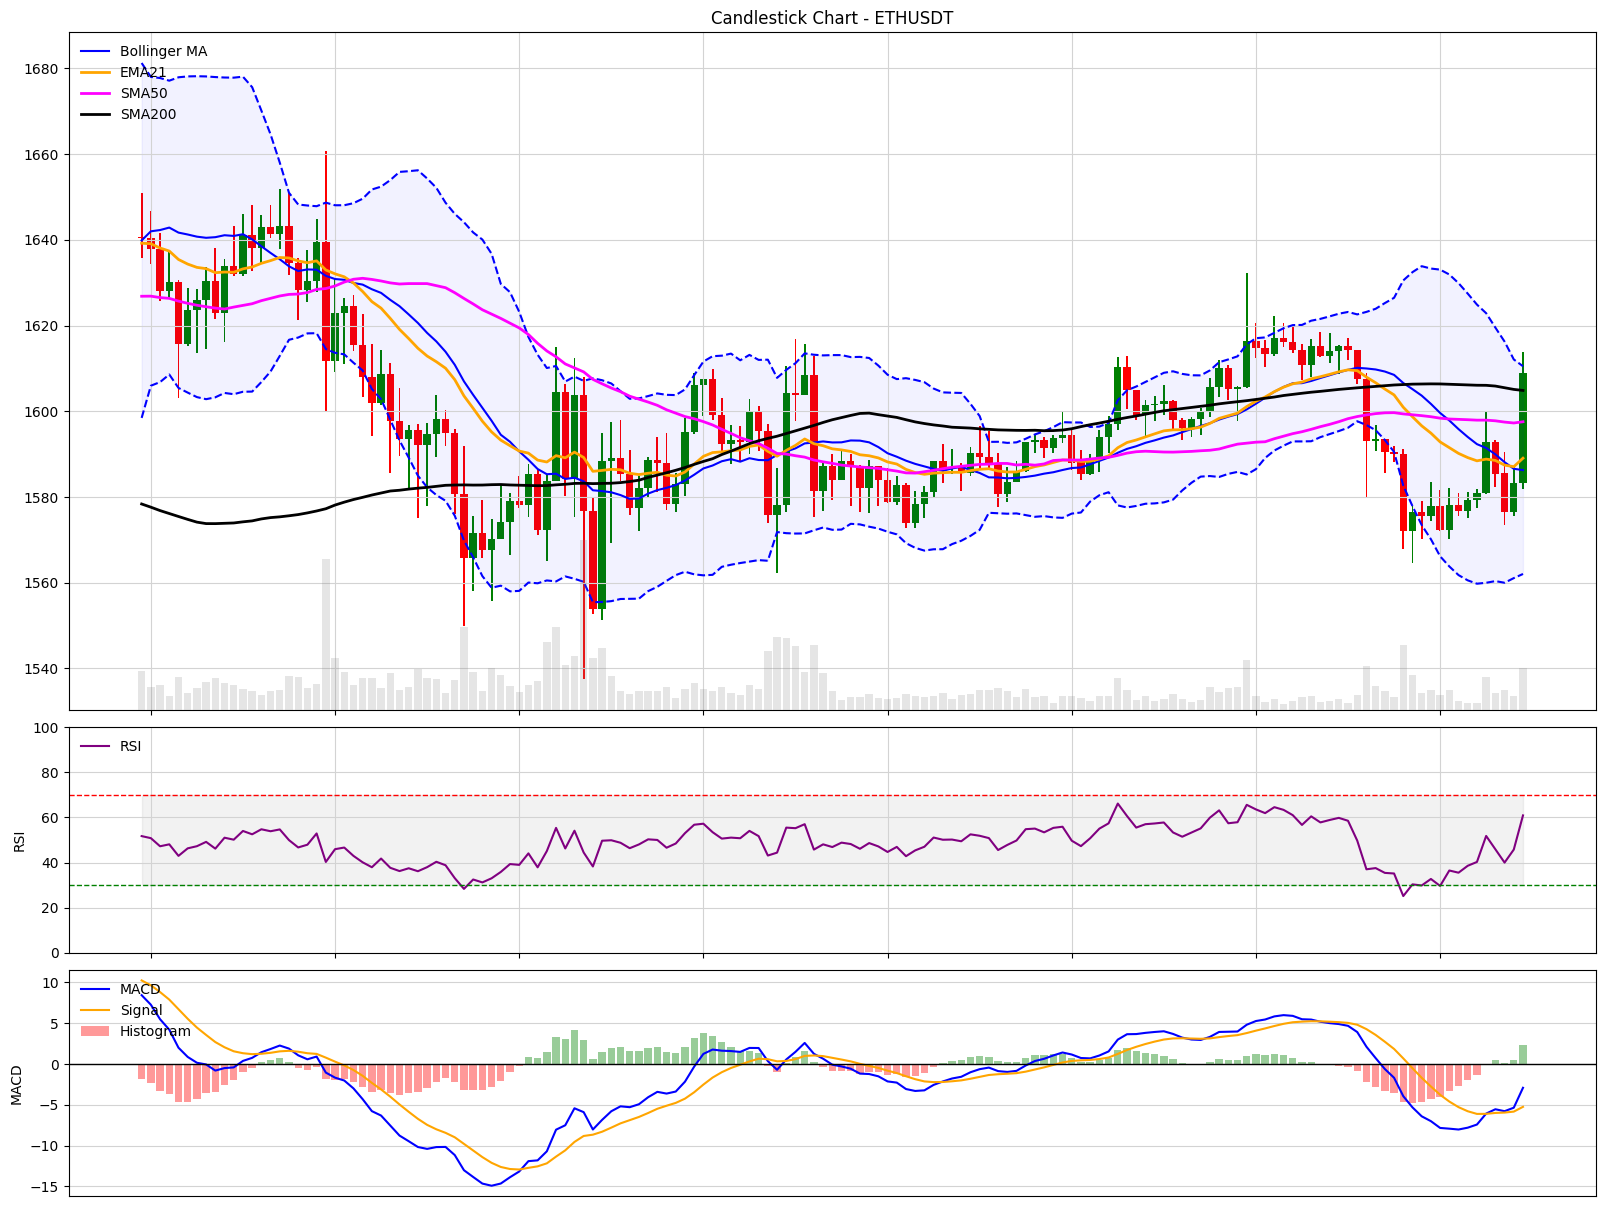 Candlestick Chart - ETHUSDT
Bollinger MA
EMA21
SMA50
SMA200
1680
1660
1640
1620
1600
1580
1560
1540
RSI
100
80
60
40
20
0
RSI
MACD
Signal
Histogram
10
5
0
−5
−10
−15
MACD